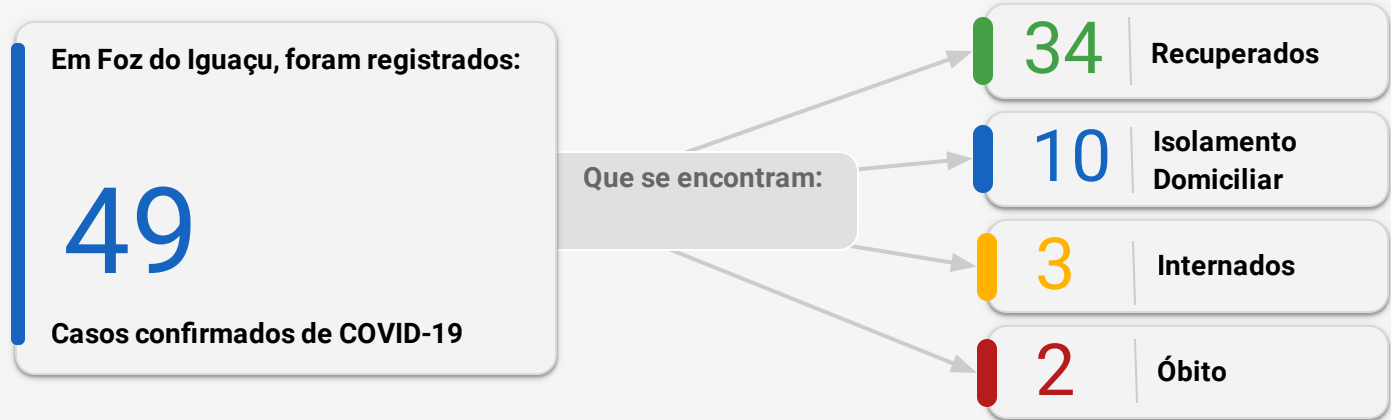 Em Foz do Iguaçu, foram registrados:
49
Casos confirmados de COVID-19
Que se encontram:
34 Recuperados
10 Isolamento
Domiciliar
3 Internados
2 Óbito